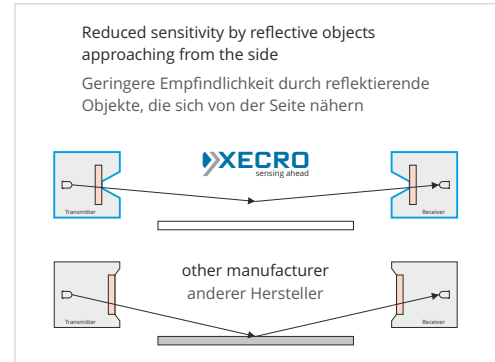 Reduced sensitivity by reflective objects
approaching from the side
Geringere Empfindlichkeit durch reflektierende
Objekte, die sich von der Seite nähern
XECRO
sensing ahead
Transmitter
Receiver
other manufacturer
anderer Hersteller
Transmitter
Receiver